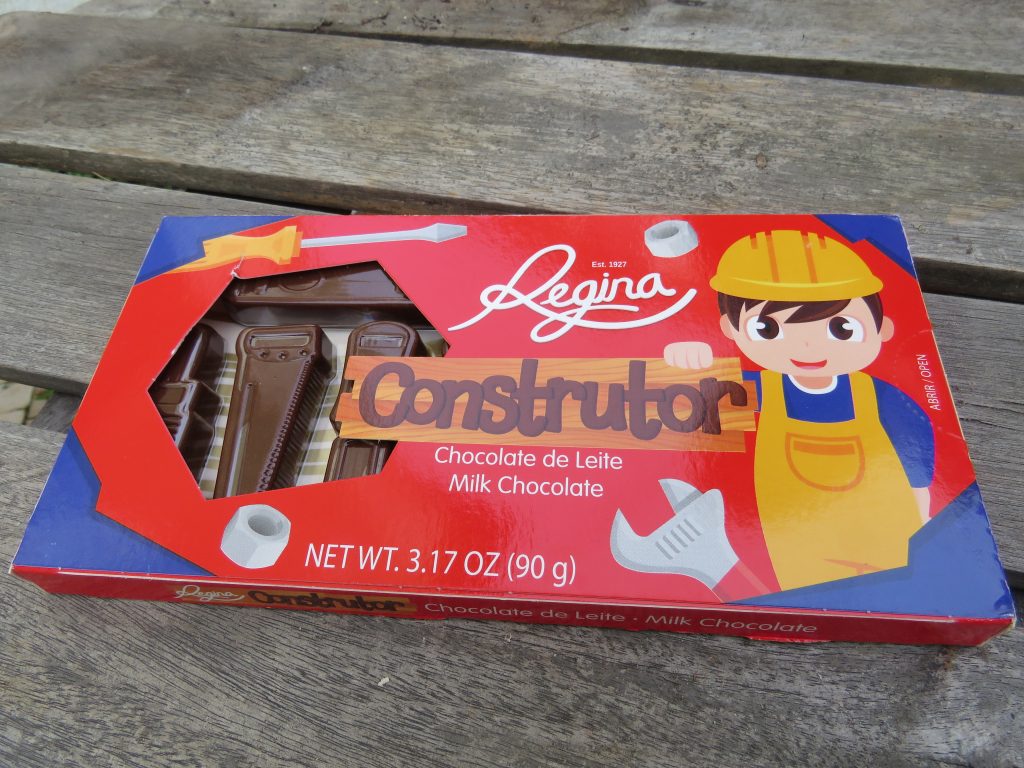 Est. 1927
Regina
Construtor
Chocolate de Leite
Milk Chocolate
NET WT. 3.17 OZ (90 g)
ABRIR / OPEN
Regina Construtor Chocolate de Leite • Milk Chocolate